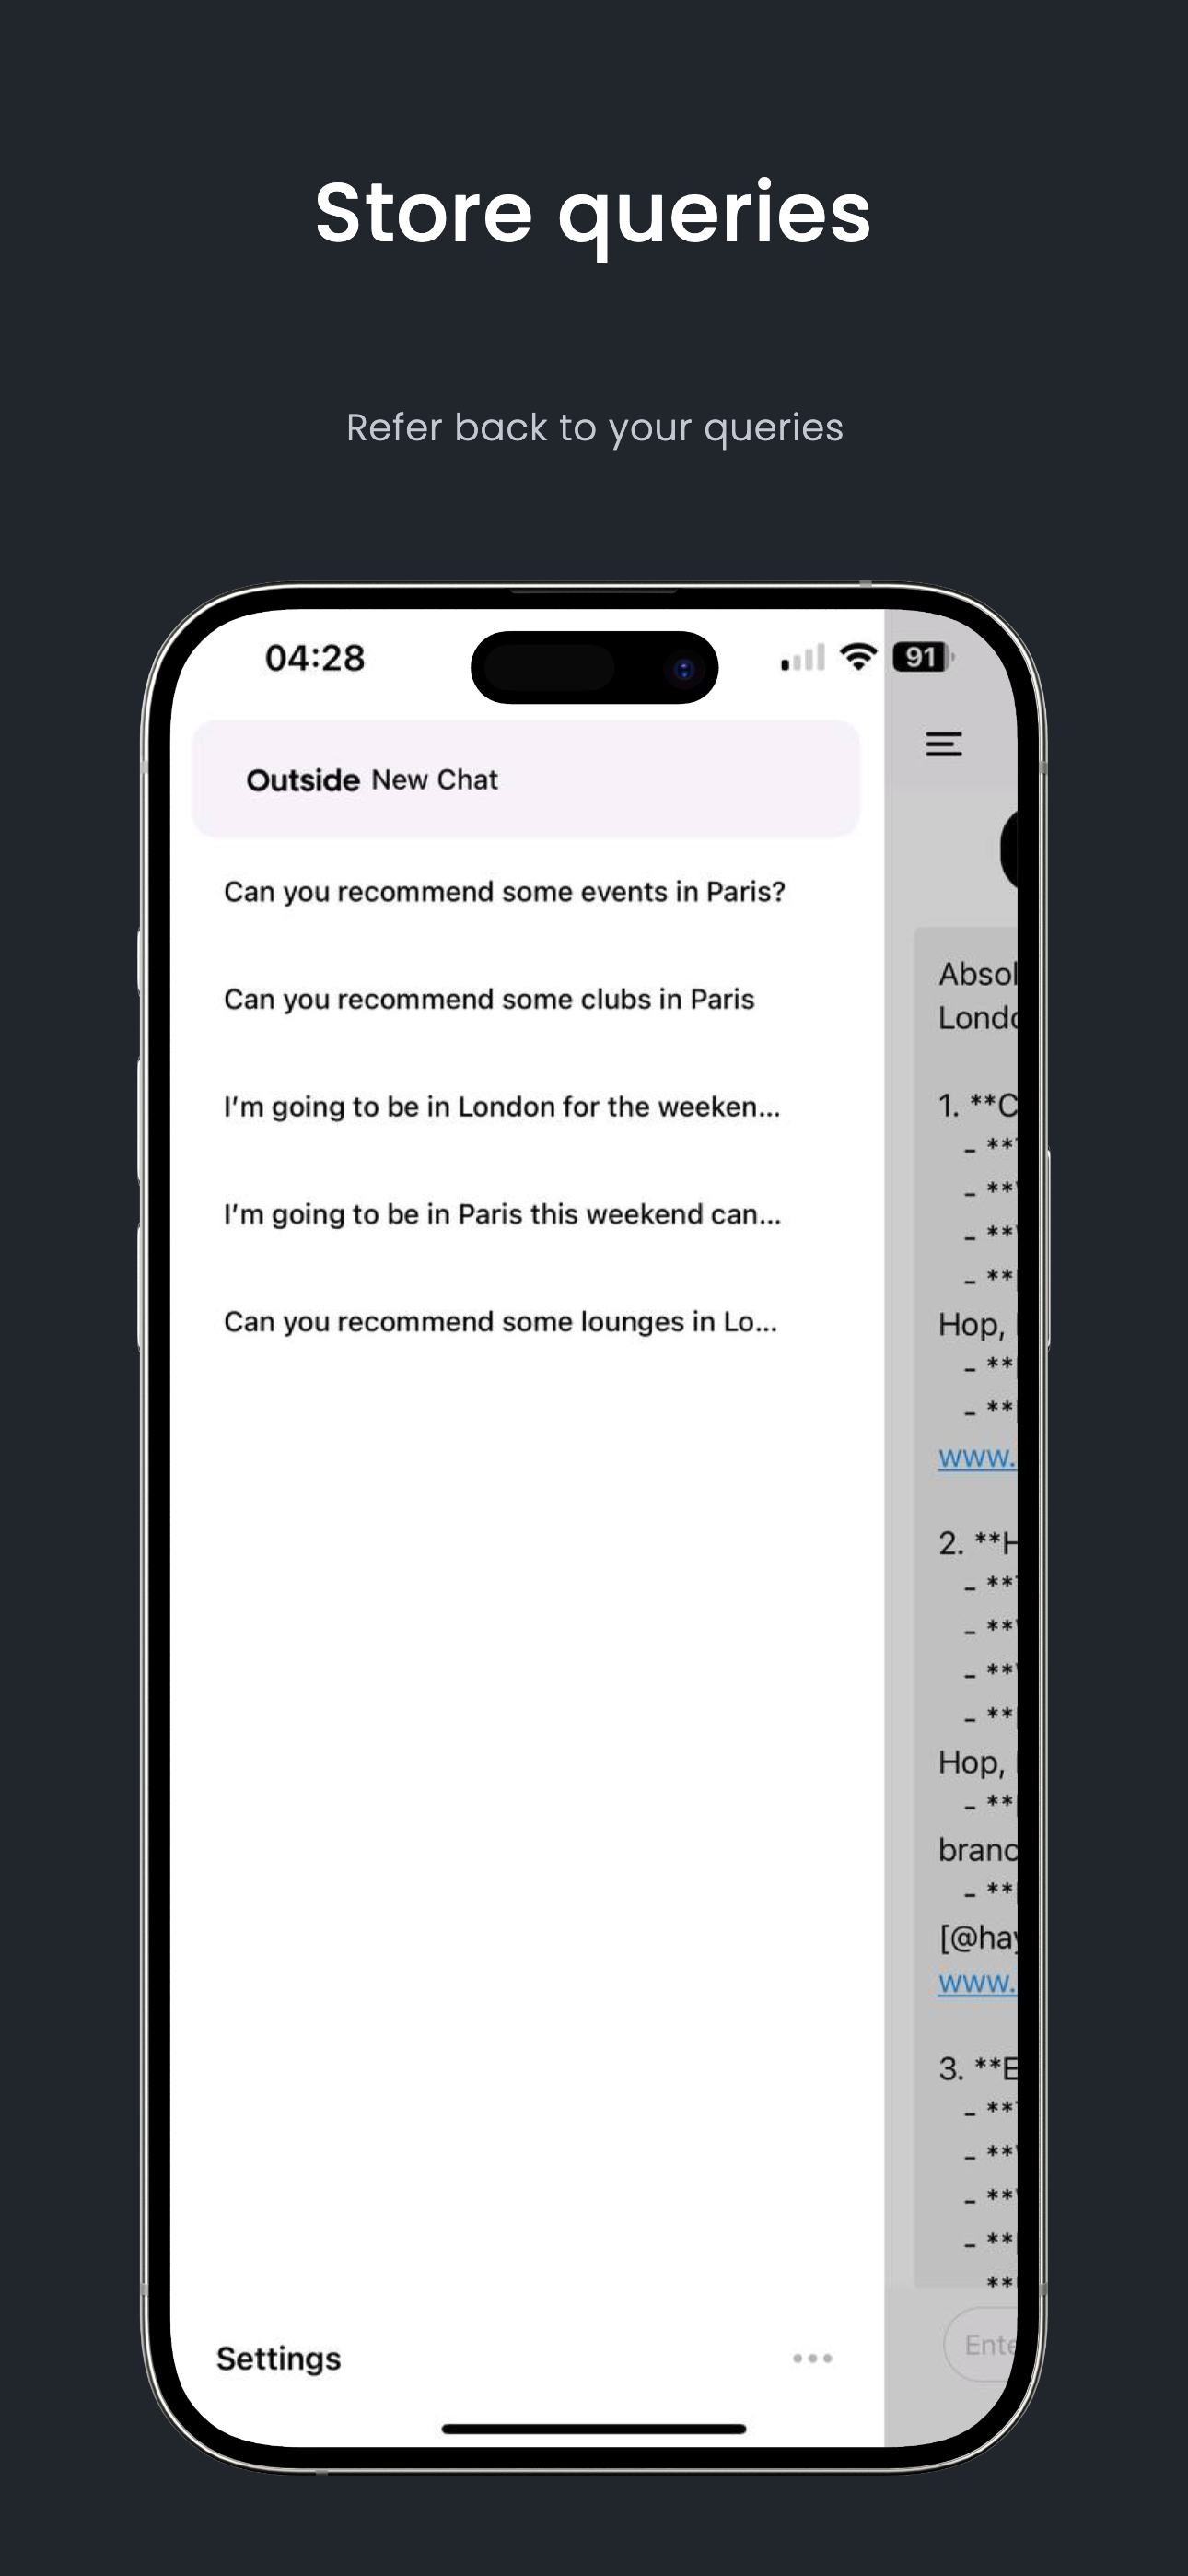 Store queries
Refer back to your queries
04:28
91
Outside New Chat
Can you recommend some events in Paris?
Can you recommend some clubs in Paris
I'm going to be in London for the weeken...
I'm going to be in Paris this weekend can...
Can you recommend some lounges in Lo...
Settings
Absol
Londo
1. **C
- **
- **
- **
- **
Hop,
- **
- **
www.
2. **H
- **
- **
- **
- **
Hop,
- **
branc
- **
[@hay
www.
3. **E
- **
- **
- **
- **
**
Ente